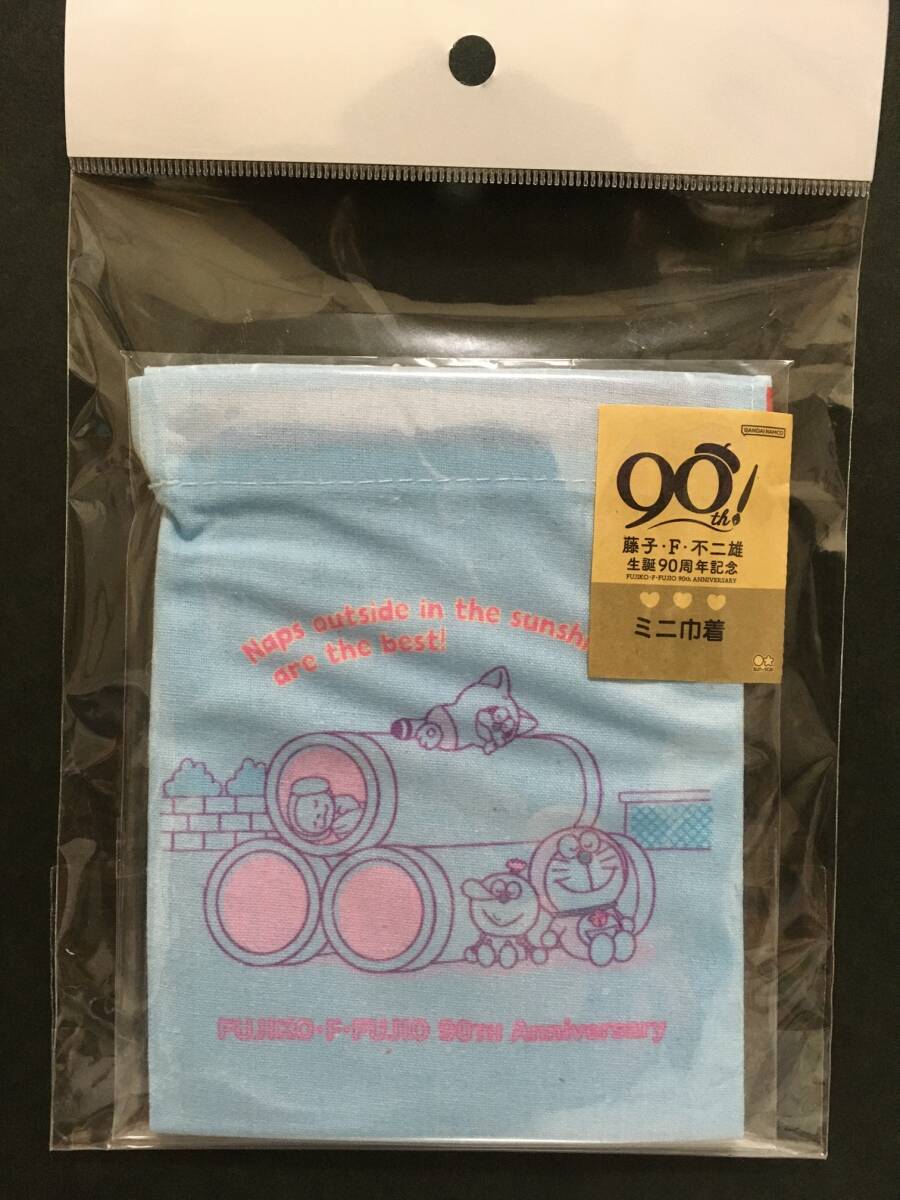 BANDAI NAMCO
90th!
藤子・F・不二雄
生誕90周年記念
FUJIKO・F・FUJIO 90th ANNIVERSARY
ミニ巾着
Naps outside in the sunshi
are the best!
FUJIKO・F・FUJIO 90TH Anniversary